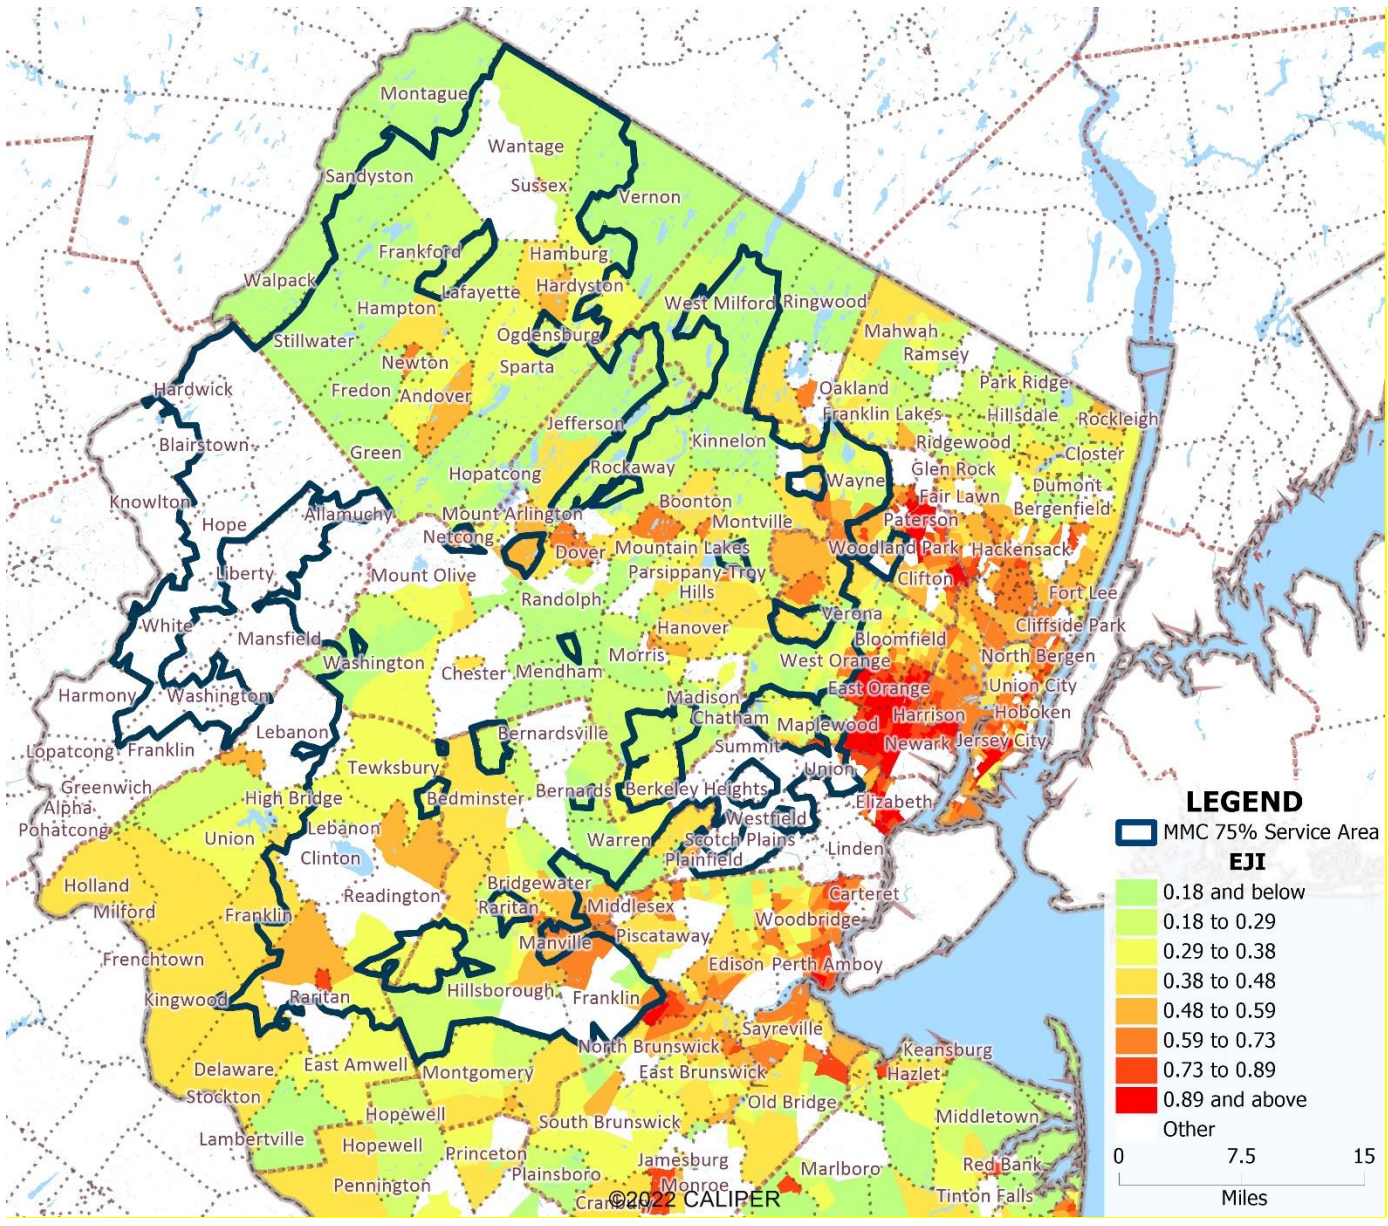 Montague
Wantage
Sandyston
Sussex
Vernon
Frankford
Hamburg
Walpack
Lafayette
Hardyston
West Milford
Ringwood
Hampton
Stillwater
Ogdensburg
Mahwah
Ramsey
Newton
Sparta
Hardwick
Fredon
Andover
Oakland
Park Ridge
Franklin Lakes
Hillsdale
Rockleigh
Jefferson
Blairstown
Green
Kinnelon
Ridgewood
Closter
Hopatcong
Rockaway
Glen Rock
Wayne
Dumont
Knowlton
Boonton
Fair Lawn
Bergenfield
Allamuchy
Mount Arlington
Montville
Paterson
Hope
Netcong
Dover
Mountain Lakes
Woodland Park
Hackensack
Liberty
Mount Olive
Parsippany-Troy
Hills
Clifton
Fort Lee
Randolph
White
Mansfield
Hanover
Verona
Bloomfield
Cliffside Park
Washington
Mendham
Morris
West Orange
North Bergen
Chester
Harmony
Washington
Madison
East Orange
Union City
Chatham
Maplewood
Harrison
Hoboken
Lopatcong
Franklin
Lebanon
Bernardsville
Summit
Newark
Jersey City
Tewksbury
Union
Greenwich
High Bridge
Bedminster
Bernards
Berkeley Heights
Elizabeth
Alpha
Pohatcong
Union
Lebanon
Warren
Westfield
Scotch Plains
Clinton
Plainfield
Linden
Holland
Readington
Bridgewater
Carteret
Milford
Franklin
Raritan
Middlesex
Woodbridge
Manville
Piscataway
Frenchtown
Edison
Perth Amboy
Kingwood
Raritan
Hillsborough
Franklin
Sayreville
North Brunswick
Keansburg
Delaware
East Amwell
Montgomery
East Brunswick
Hazlet
Stockton
Hopewell
South Brunswick
Old Bridge
Middletown
Lambertville
Hopewell
Princeton
Jamesburg
Marlboro
Red Bank
Pennington
Plainsboro
Monroe
Tinton Falls
Cranbury
©2022 CALIPER
LEGEND
MMC 75% Service Area
EJI
0.18 and below
0.18 to 0.29
0.29 to 0.38
0.38 to 0.48
0.48 to 0.59
0.59 to 0.73
0.73 to 0.89
0.89 and above
Other
0 7.5 15
Miles